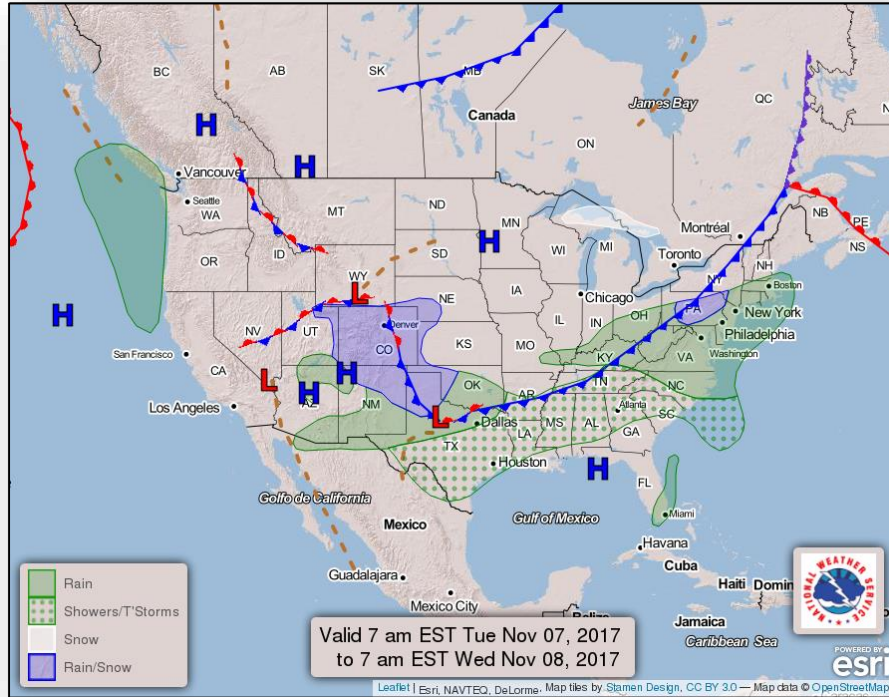 BC
AB
SK
MB
Canada
James Bay
QC
ON
H
H
Vancouver
Seattle
WA
MT
ND
MN
Montréal
NB
PE
NS
OR
ID
H
SD
WI
MI
Toronto
NH
WY
L
NY
Boston
H
NE
IA
Chicago
New York
NV
UT
Denver
IL
IN
OH
PA
Philadelphia
San Francisco
CO
KS
MO
KY
VA
Washington
CA
L
H
H
AZ
NM
OK
AR
TN
NC
Los Angeles
L
Dallas
Atlanta
SC
TX
LA
MS
AL
GA
Houston
H
FL
Golfo de California
Gulf of Mexico
Miami
Mexico
Havana
Cuba
Guadalajara
Mexico City
Haiti
Jamaica
Caribbean Sea
Rain
Showers/T'Storms
Snow
Rain/Snow
Valid 7 am EST Tue Nov 07, 2017
to 7 am EST Wed Nov 08, 2017
NATIONAL WEATHER SERVICE
POWERED BY
esri
Leaflet | Esri, NAVTEQ, DeLorme. Map tiles by Stamen Design, CC BY 3.0 — Map data © OpenStreetMap